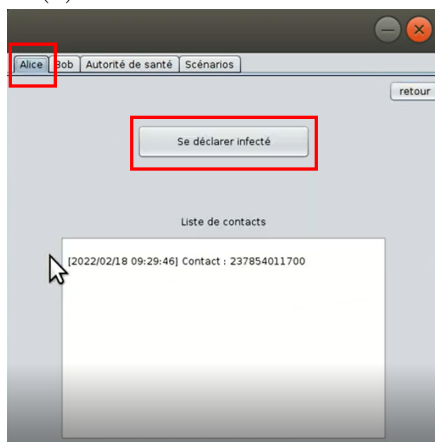 Alice Bob Autorité de santé Scénarios
retour
Se déclarer infecté
Liste de contacts
[2022/02/18 09:29:46] Contact : 237854011700